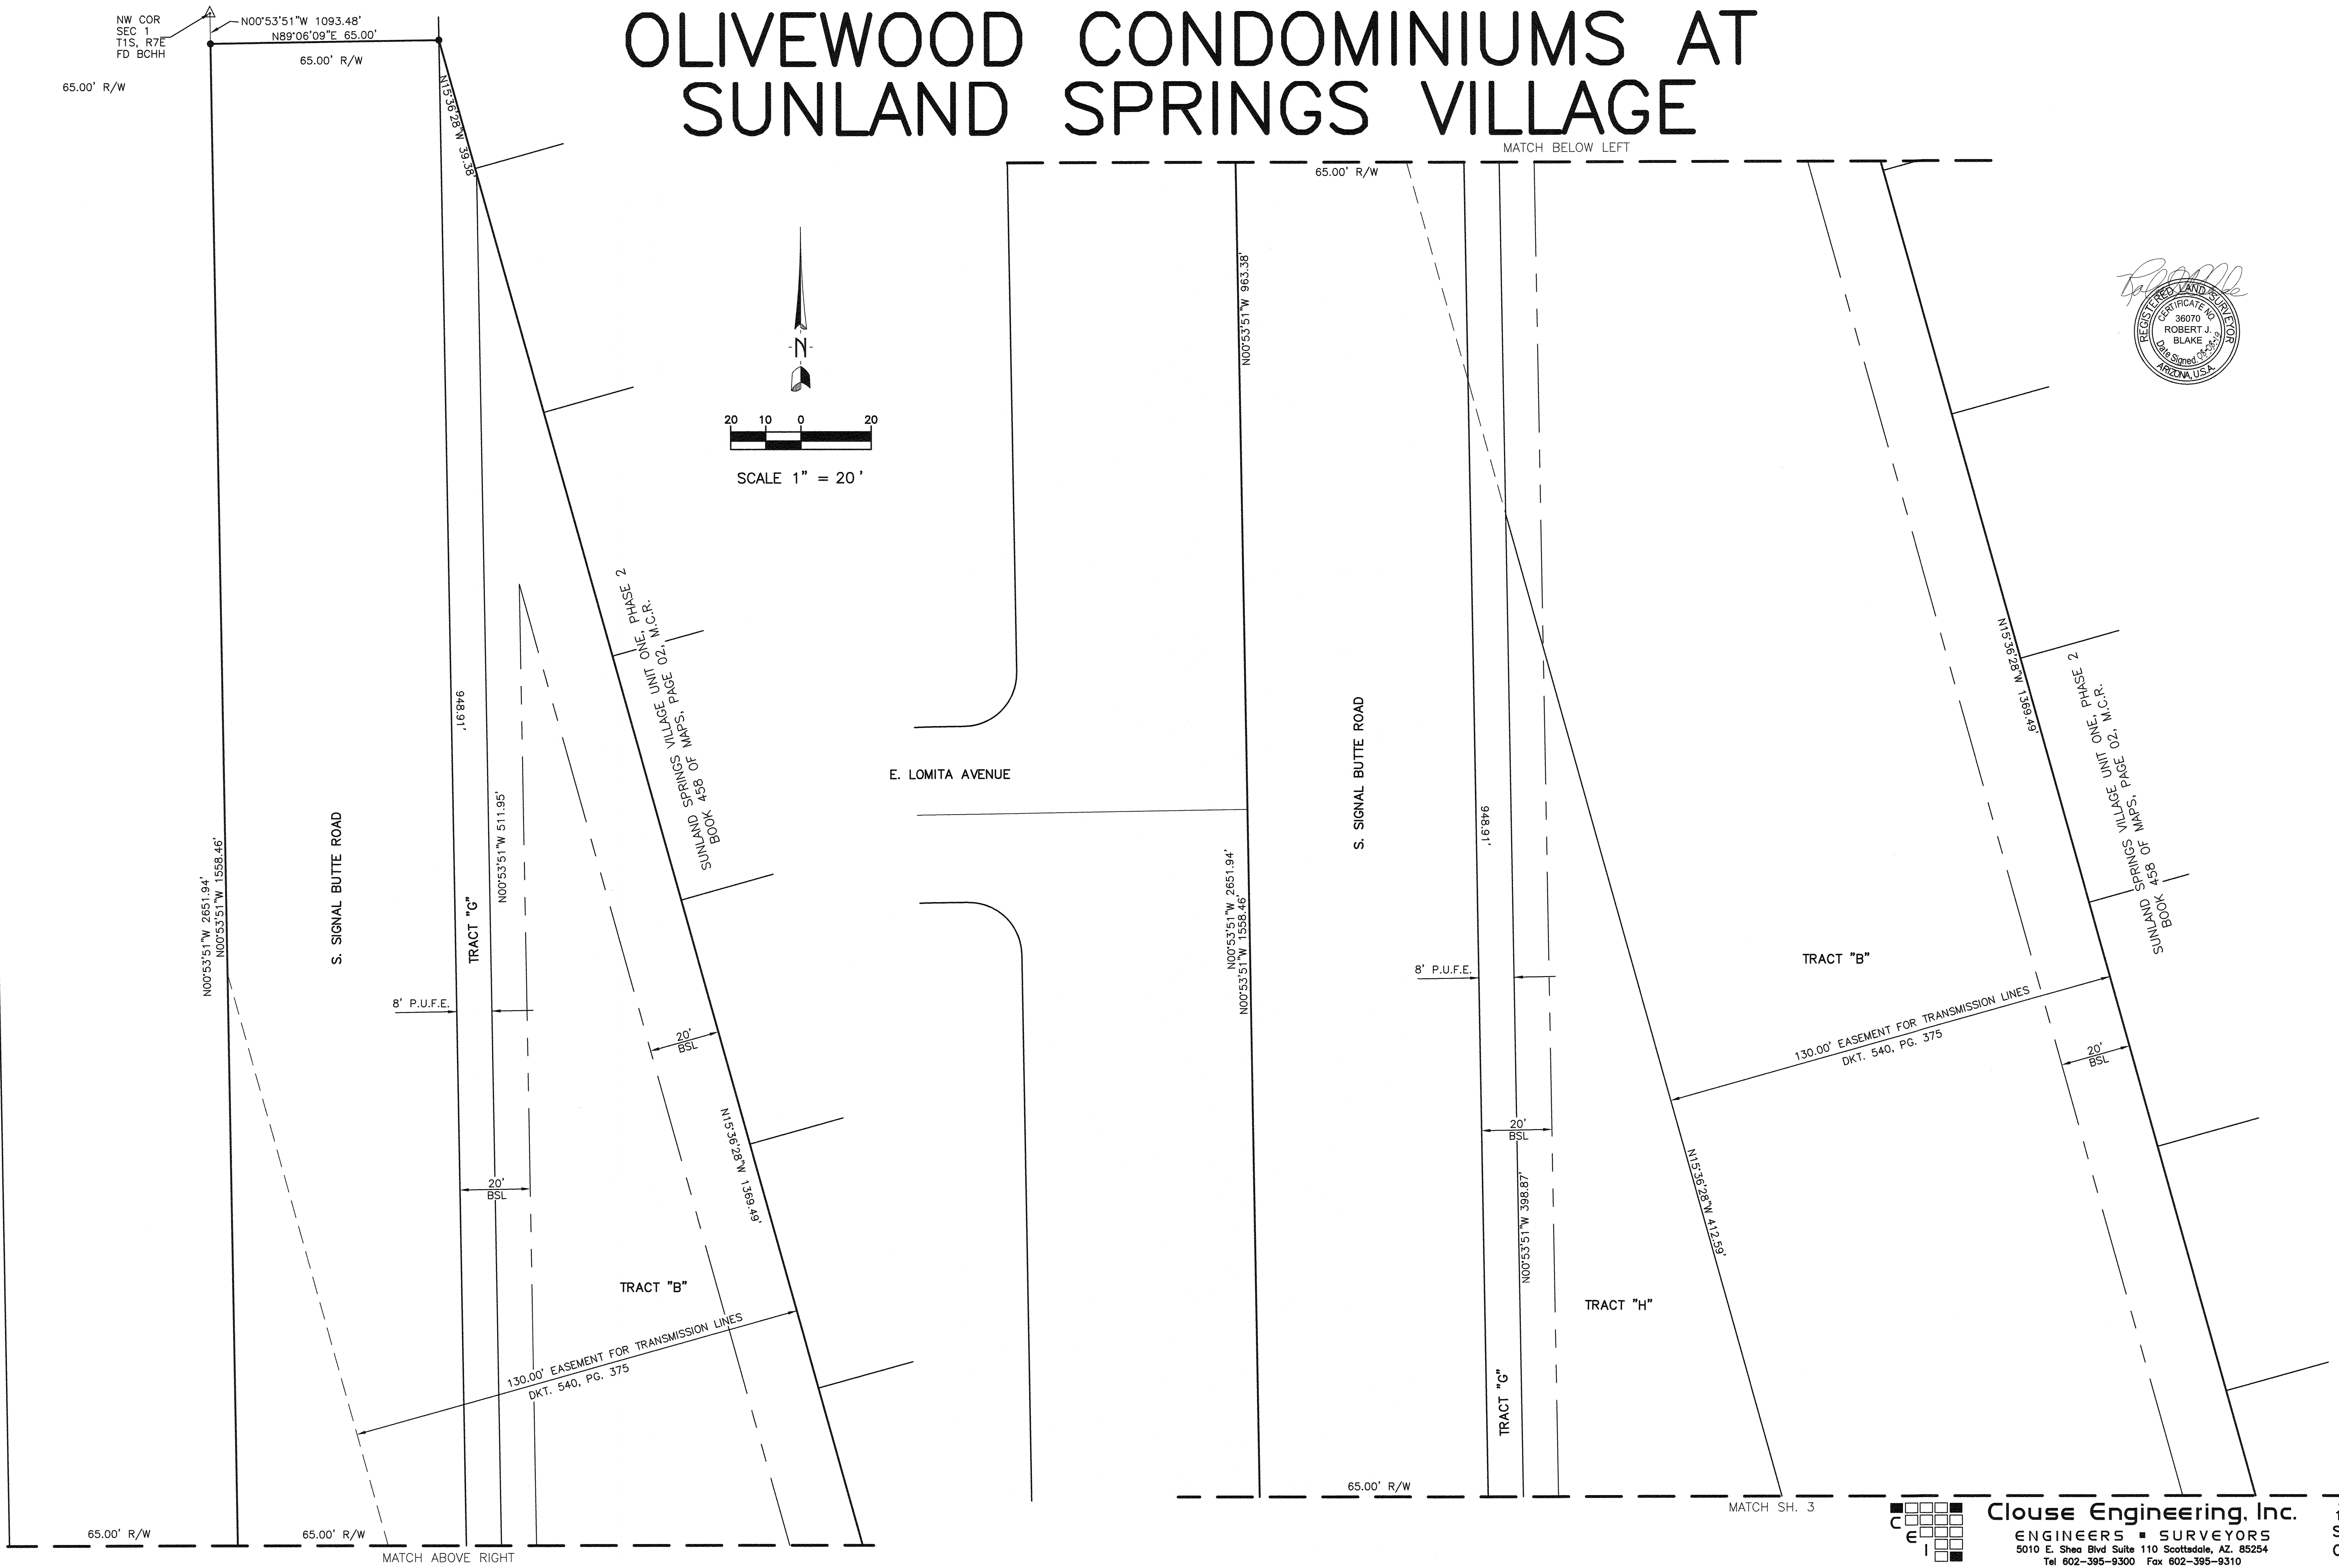 OLIVEWOOD CONDOMINIUMS AT
SUNLAND SPRINGS VILLAGE
NW COR
SEC 1
T1S, R7E
FD BCHH
N00°53'51"W 1093.48'
N89°06'09"E 65.00'
65.00' R/W
65.00' R/W
N15°36'28"W 39.38'
20 10 0 20
-N-
SCALE 1" = 20'
SUNLAND SPRINGS VILLAGE UNIT ONE, PHASE 2
BOOK 458 OF MAPS, PAGE 02, M.C.R.
948.91'
N00°53'51"W 511.95'
S. SIGNAL BUTTE ROAD
N00°53'51"W 2651.94'
N00°53'51"W 1558.46'
TRACT "G"
8' P.U.F.E.
20'
BSL
N15°36'28"W 1369.49'
20'
BSL
TRACT "B"
130.00' EASEMENT FOR TRANSMISSION LINES
DKT. 540, PG. 375
65.00' R/W
65.00' R/W
MATCH ABOVE RIGHT
MATCH BELOW LEFT
65.00' R/W
N00°53'51"W 963.38'
E. LOMITA AVENUE
S. SIGNAL BUTTE ROAD
948.91'
N00°53'51"W 2651.94'
N00°53'51"W 1558.46'
8' P.U.F.E.
20'
BSL
N00°53'51"W 398.87'
TRACT "G"
TRACT "H"
N15°36'28"W 412.59'
TRACT "B"
130.00' EASEMENT FOR TRANSMISSION LINES
DKT. 540, PG. 375
20'
BSL
N15°36'28"W 1369.49'
SUNLAND SPRINGS VILLAGE UNIT ONE, PHASE 2
BOOK 458 OF MAPS, PAGE 02, M.C.R.
65.00' R/W
MATCH SH. 3
REGISTERED LAND SURVEYOR
CERTIFICATE NO.
36070
ROBERT J.
BLAKE
Date Signed
ARIZONA, U.S.A.
CEI
Clouse Engineering, Inc.
ENGINEERS ▪ SURVEYORS
5010 E. Shea Blvd Suite 110 Scottsdale, AZ. 85254
Tel 602-395-9300 Fax 602-395-9310